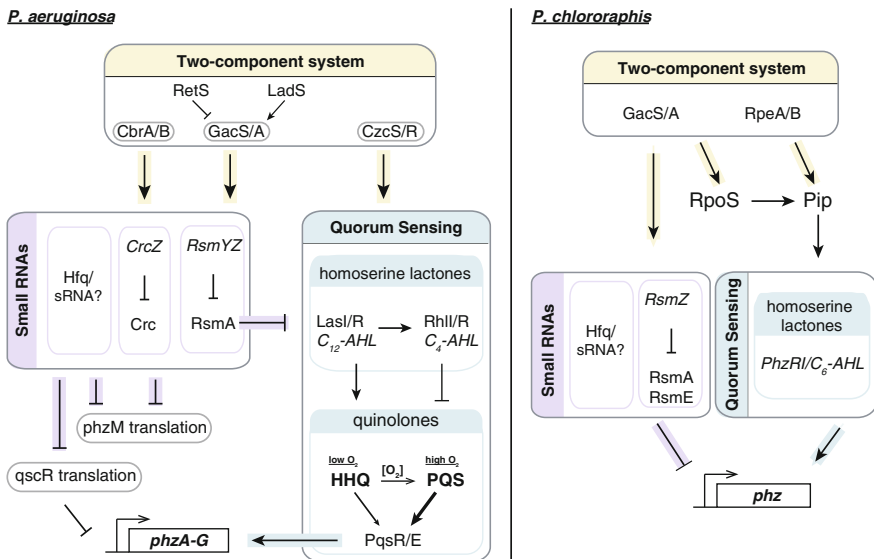 P. aeruginosa
Two-component system
RetS LadS
CbrA/B GacS/A CzcS/R
Small RNAs
Hfq/
sRNA?
CrcZ
Crc
RsmYZ
RsmA
phzM translation
qscR translation
phzA-G
Quorum Sensing
homoserine lactones
LasI/R RhlI/R
C12-AHL C4-AHL
quinolones
low O2 [O2] high O2
HHQ PQS
PqsR/E
P. chlororaphis
Two-component system
GacS/A RpeA/B
RpoS Pip
Small RNAs
Hfq/
sRNA?
RsmZ
RsmA
RsmE
Quorum Sensing
homoserine
lactones
PhzRI/C6-AHL
phz